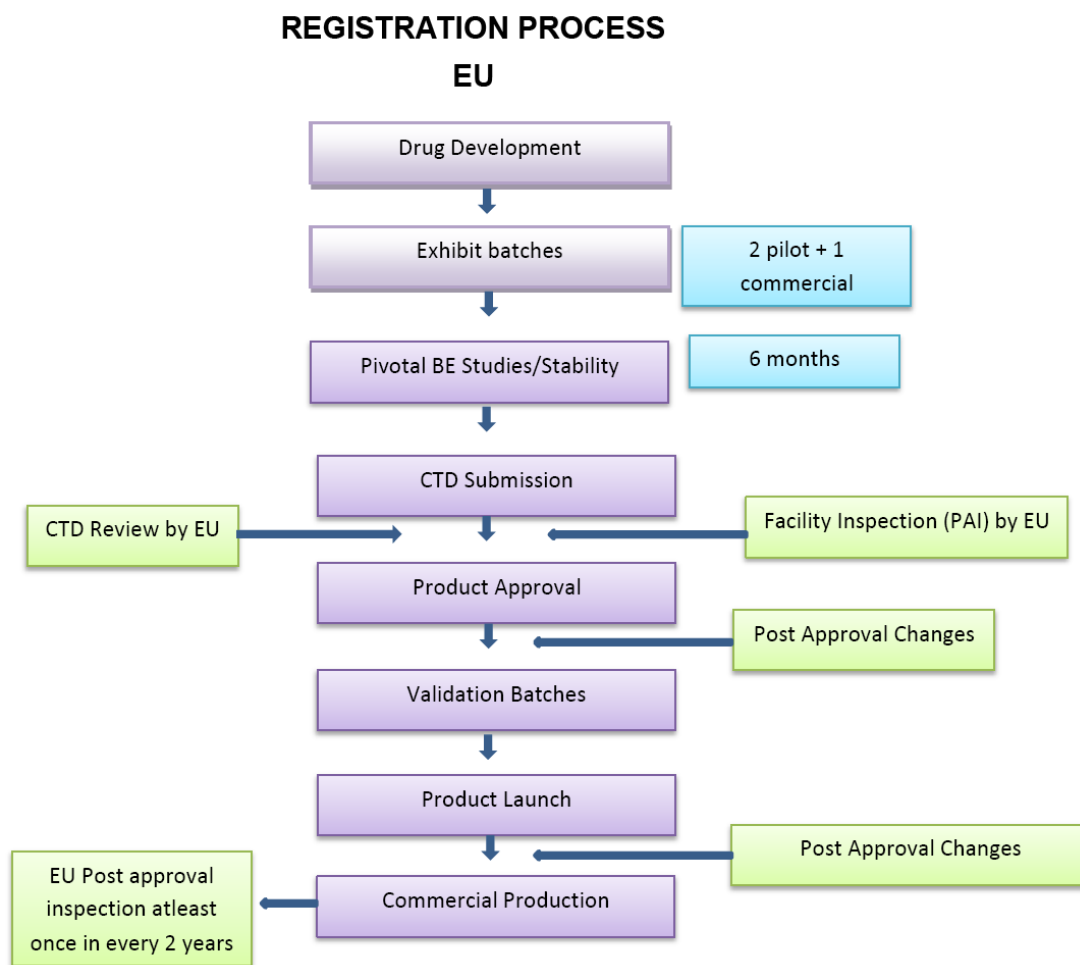 REGISTRATION PROCESS
EU
Drug Development
Exhibit batches
2 pilot + 1
commercial
Pivotal BE Studies/Stability
6 months
CTD Submission
CTD Review by EU
Facility Inspection (PAI) by EU
Product Approval
Post Approval Changes
Validation Batches
Product Launch
Post Approval Changes
EU Post approval
inspection atleast
once in every 2 years
Commercial Production